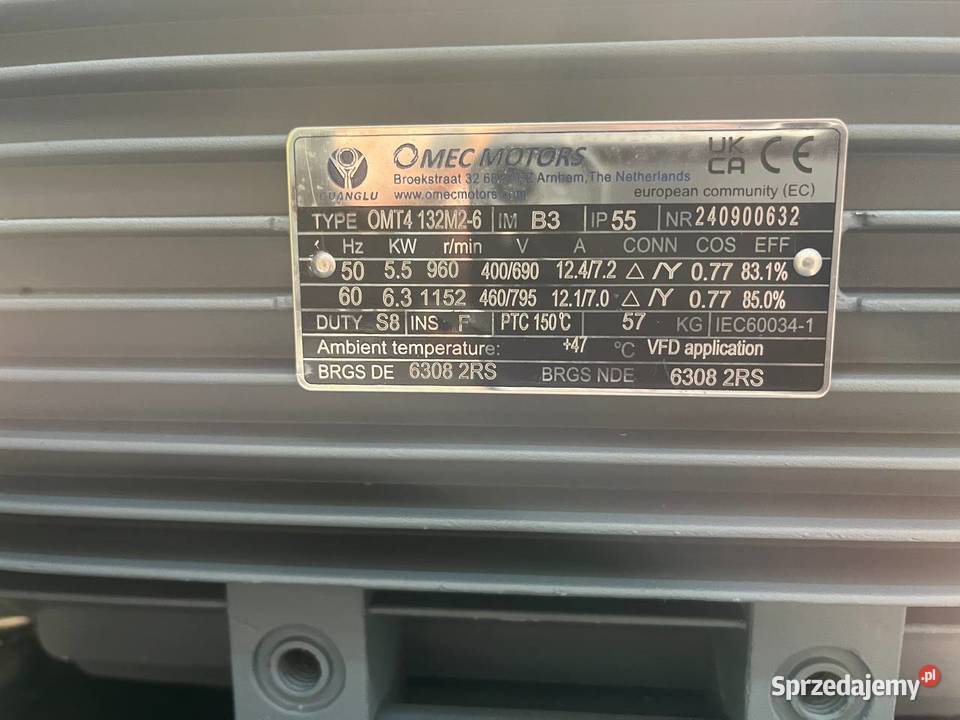 OMEC MOTORS
UK
CA CE
Broekstraat 32 Arnhem, The Netherlands
GUANGLU www.omecmotors.com european community (EC)
TYPE OMT4 132M2-6 IM B3 IP 55 NR 240900632
Hz KW r/min V A CONN COS EFF
50 5.5 960 400/690 12.4/7.2 △/Y 0.77 83.1%
60 6.3 1152 460/795 12.1/7.0 △/Y 0.77 85.0%
DUTY S8 INS F PTC 150℃ 57 KG IEC60034-1
Ambient temperature: +47 °C VFD application
BRGS DE 6308 2RS BRGS NDE 6308 2RS
Sprzedajemy.pl